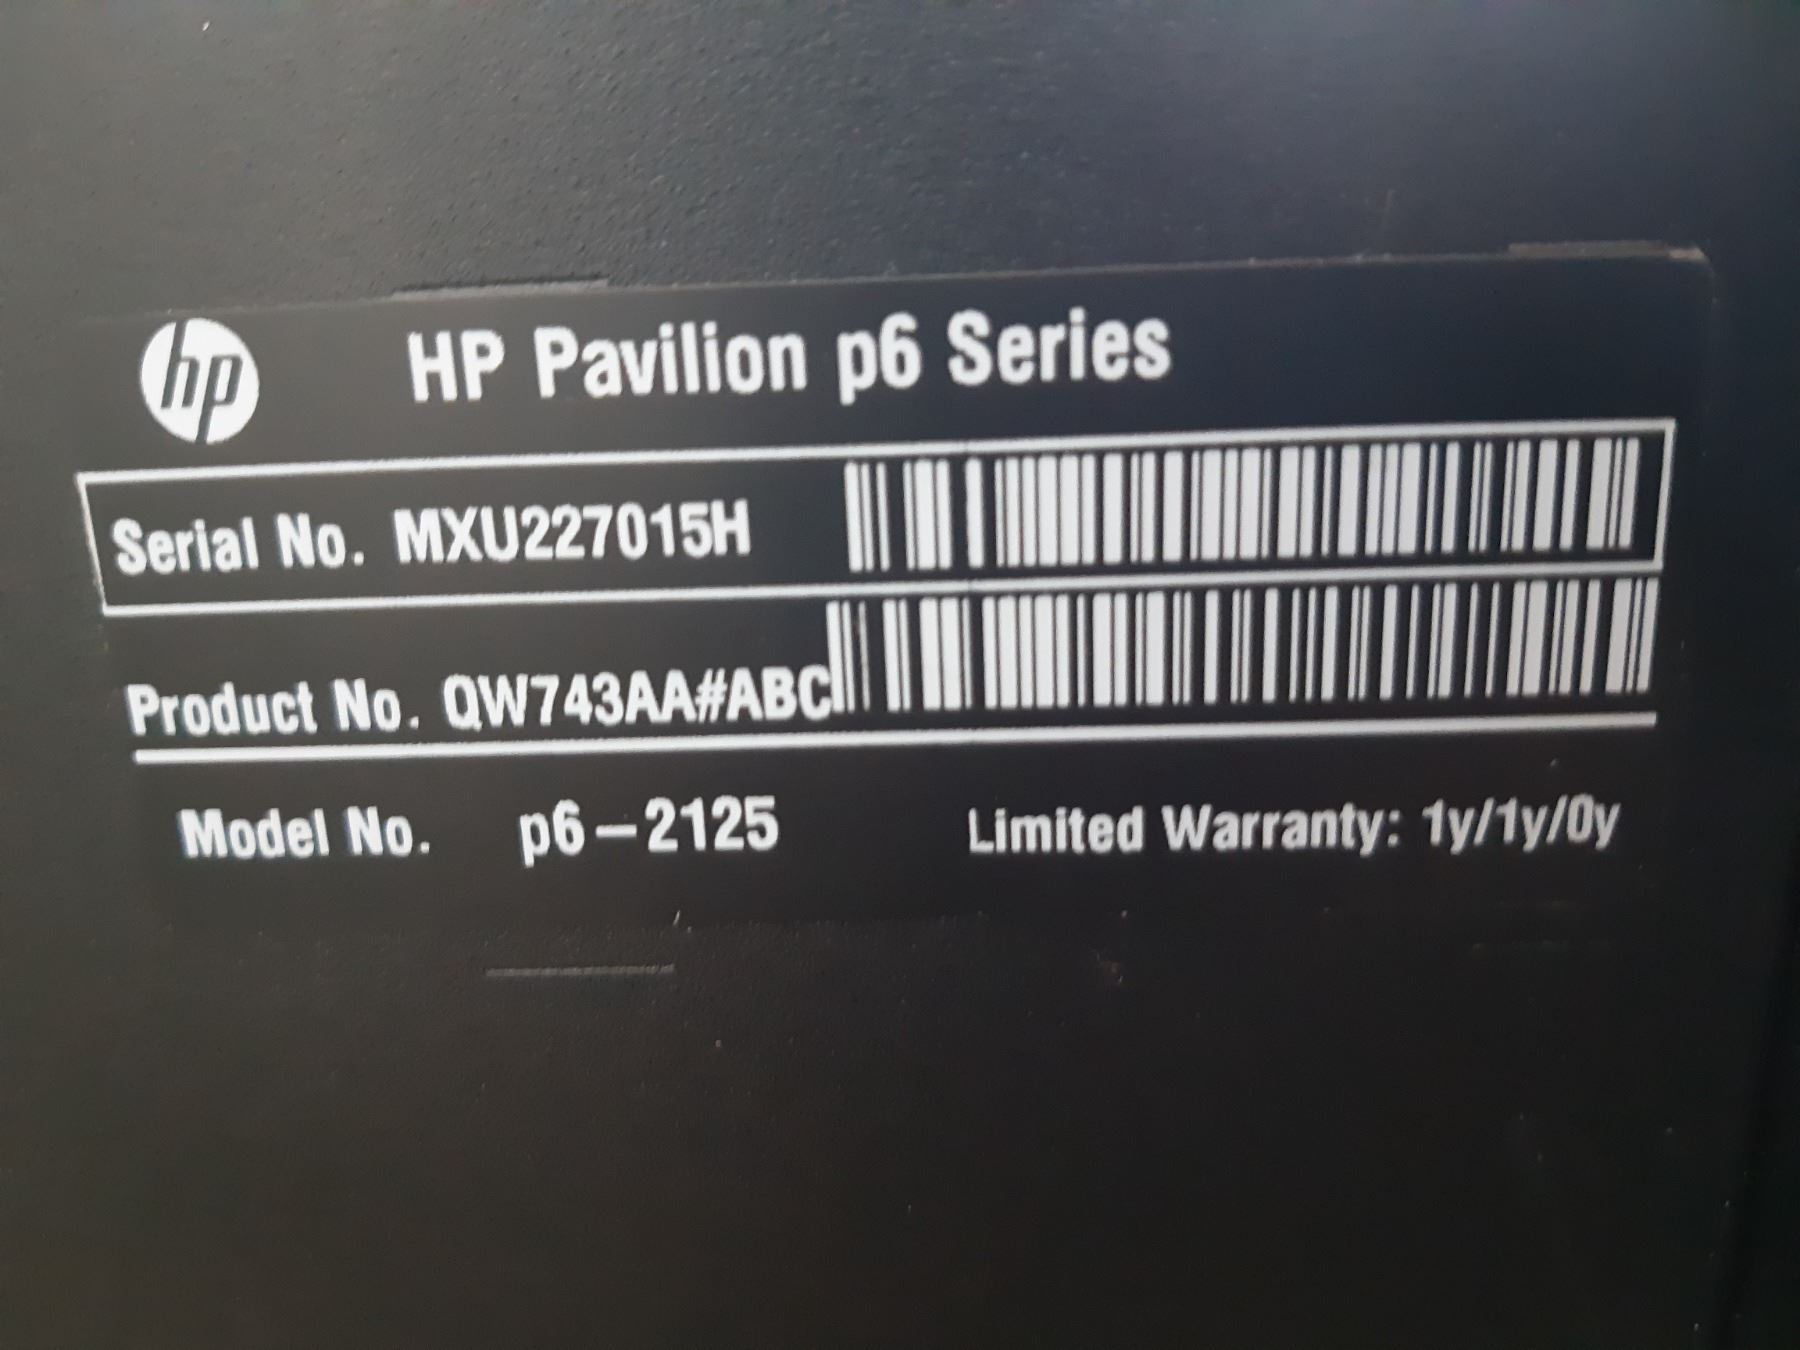 hp HP Pavilion p6 Series
Serial No. MXU227015H
Product No. QW743AA#ABC
Model No. p6-2125 Limited Warranty: 1y/1y/0y